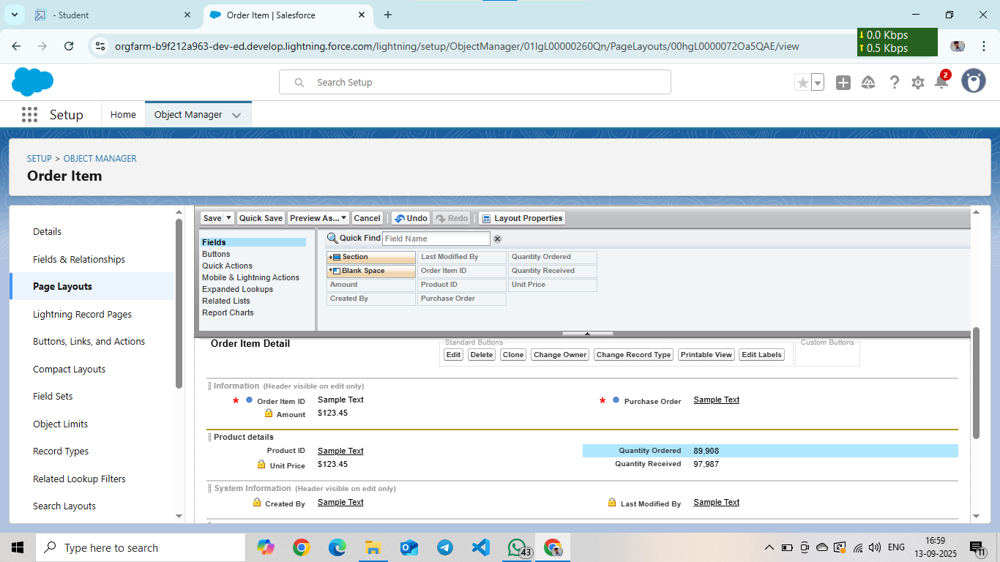 - Student
Order Item | Salesforce
orgfarm-b9f212a963-dev-ed.develop.lightning.force.com/lightning/setup/ObjectManager/01IgL00000260Qn/PageLayouts/00hgL0000072Oa5QAE/view
0.0 Kbps
0.5 Kbps
Search Setup
2
Setup
Home
Object Manager
SETUP > OBJECT MANAGER
Order Item
Details
Fields & Relationships
Page Layouts
Lightning Record Pages
Buttons, Links, and Actions
Compact Layouts
Field Sets
Object Limits
Record Types
Related Lookup Filters
Search Layouts
Save Quick Save Preview As... Cancel Undo Redo Layout Properties
Fields
Buttons
Quick Actions
Mobile & Lightning Actions
Expanded Lookups
Related Lists
Report Charts
Quick Find Field Name
Section Last Modified By Quantity Ordered
Blank Space Order Item ID Quantity Received
Amount Product ID Unit Price
Created By Purchase Order
Order Item Detail
Standard Buttons
Edit Delete Clone Change Owner Change Record Type Printable View Edit Labels
Custom Buttons
Information (Header visible on edit only)
* Order Item ID Sample Text * Purchase Order Sample Text
Amount $123.45
Product details
Product ID Sample Text Quantity Ordered 89,908
Unit Price $123.45 Quantity Received 97,987
System Information (Header visible on edit only)
Created By Sample Text Last Modified By Sample Text
Type here to search
43
ENG
16:59
13-09-2025
11